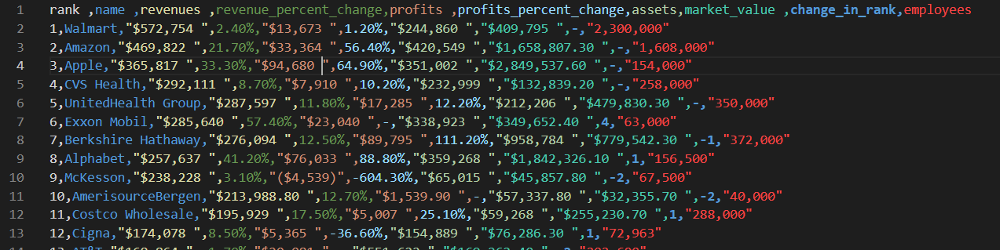 1 rank ,name ,revenues ,revenue_percent_change,profits ,profits_percent_change,assets,market_value ,change_in_rank,employees
2 1,Walmart,"$572,754 ",2.40%,"$13,673 ",1.20%,"$244,860 ","$409,795 ",-,"2,300,000"
3 2,Amazon,"$469,822 ",21.70%,"$33,364 ",56.40%,"$420,549 ","$1,658,807.30 ",-,"1,608,000"
4 3,Apple,"$365,817 ",33.30%,"$94,680 ",64.90%,"$351,002 ","$2,849,537.60 ",-,"154,000"
5 4,CVS Health,"$292,111 ",8.70%,"$7,910 ",10.20%,"$232,999 ","$132,839.20 ",-,"258,000"
6 5,UnitedHealth Group,"$287,597 ",11.80%,"$17,285 ",12.20%,"$212,206 ","$479,830.30 ",-,"350,000"
7 6,Exxon Mobil,"$285,640 ",57.40%,"$23,040 ",-,"$338,923 ","$349,652.40 ",4,"63,000"
8 7,Berkshire Hathaway,"$276,094 ",12.50%,"$89,795 ",111.20%,"$958,784 ","$779,542.30 ",-1,"372,000"
9 8,Alphabet,"$257,637 ",41.20%,"$76,033 ",88.80%,"$359,268 ","$1,842,326.10 ",1,"156,500"
10 9,McKesson,"$238,228 ",3.10%,"($4,539)",-604.30%,"$65,015 ","$45,857.80 ",-2,"67,500"
11 10,AmerisourceBergen,"$213,988.80 ",12.70%,"$1,539.90 ",-,"$57,337.80 ","$32,355.70 ",-2,"40,000"
12 11,Costco Wholesale,"$195,929 ",17.50%,"$5,007 ",25.10%,"$59,268 ","$255,230.70 ",1,"288,000"
13 12,Cigna,"$174,078 ",8.50%,"$5,365 ",-36.60%,"$154,889 ","$76,286.30 ",1,"72,963"